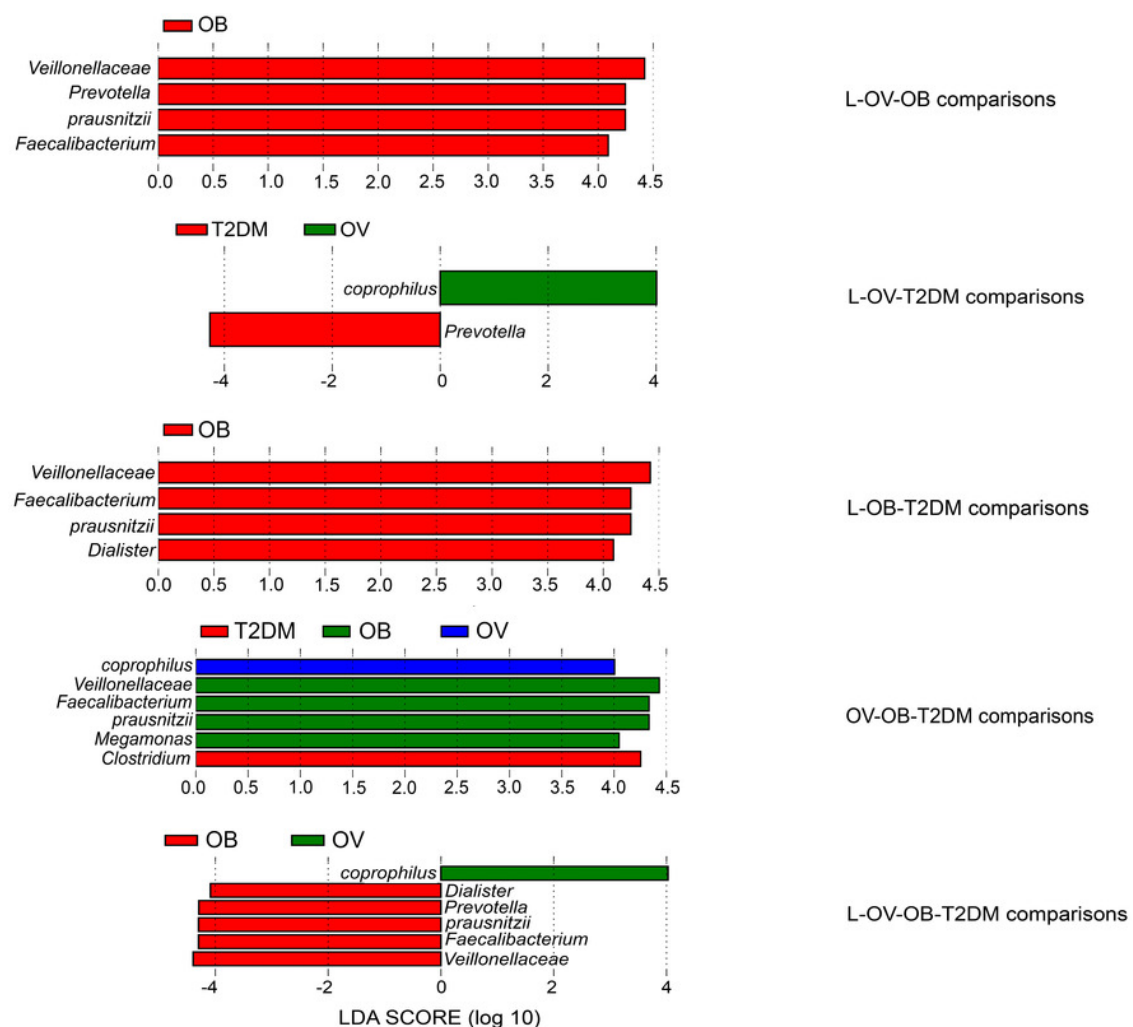 OB
Veillonellaceae
Prevotella
prausnitzii
Faecalibacterium
0.0 0.5 1.0 1.5 2.0 2.5 3.0 3.5 4.0 4.5
L-OV-OB comparisons
T2DM OV
coprophilus
Prevotella
-4 -2 0 2 4
L-OV-T2DM comparisons
OB
Veillonellaceae
Faecalibacterium
prausnitzii
Dialister
0.0 0.5 1.0 1.5 2.0 2.5 3.0 3.5 4.0 4.5
L-OB-T2DM comparisons
T2DM OB OV
coprophilus
Veillonellaceae
Faecalibacterium
prausnitzii
Megamonas
Clostridium
0.0 0.5 1.0 1.5 2.0 2.5 3.0 3.5 4.0 4.5
OV-OB-T2DM comparisons
OB OV
coprophilus
Dialister
Prevotella
prausnitzii
Faecalibacterium
Veillonellaceae
-4 -2 0 2 4
LDA SCORE (log 10)
L-OV-OB-T2DM comparisons